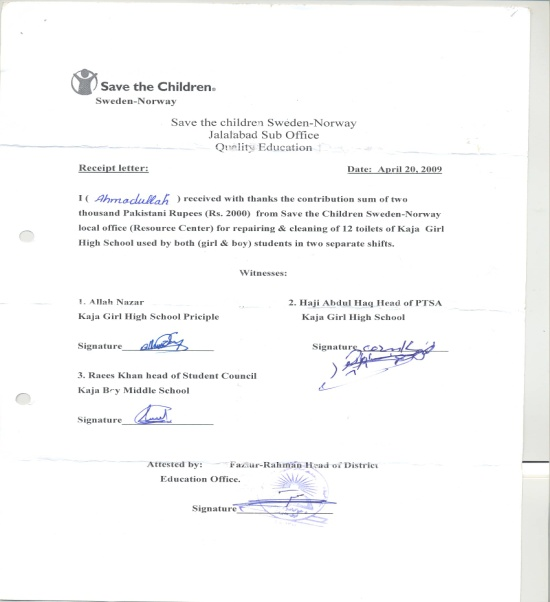 Save the Children®
Sweden-Norway
Save the children Sweden-Norway
Jalalabad Sub Office
Quality Education
Receipt letter: Date: April 20, 2009
I ( Ahmadullah ) received with thanks the contribution sum of two
thousand Pakistani Rupees (Rs. 2000) from Save the Children Sweden-Norway
local office (Resource Center) for repairing & cleaning of 12 toilets of Kaja Girl
High School used by both (girl & boy) students in two separate shifts.
Witnesses:
1. Allah Nazar 2. Haji Abdul Haq Head of PTSA
Kaja Girl High School Priciple Kaja Girl High School
Signature Signature
3. Races Khan head of Student Council
Kaja Boy Middle School
Signature
Attested by: Fazlur-Rahman Head of District
Education Office.
Signature